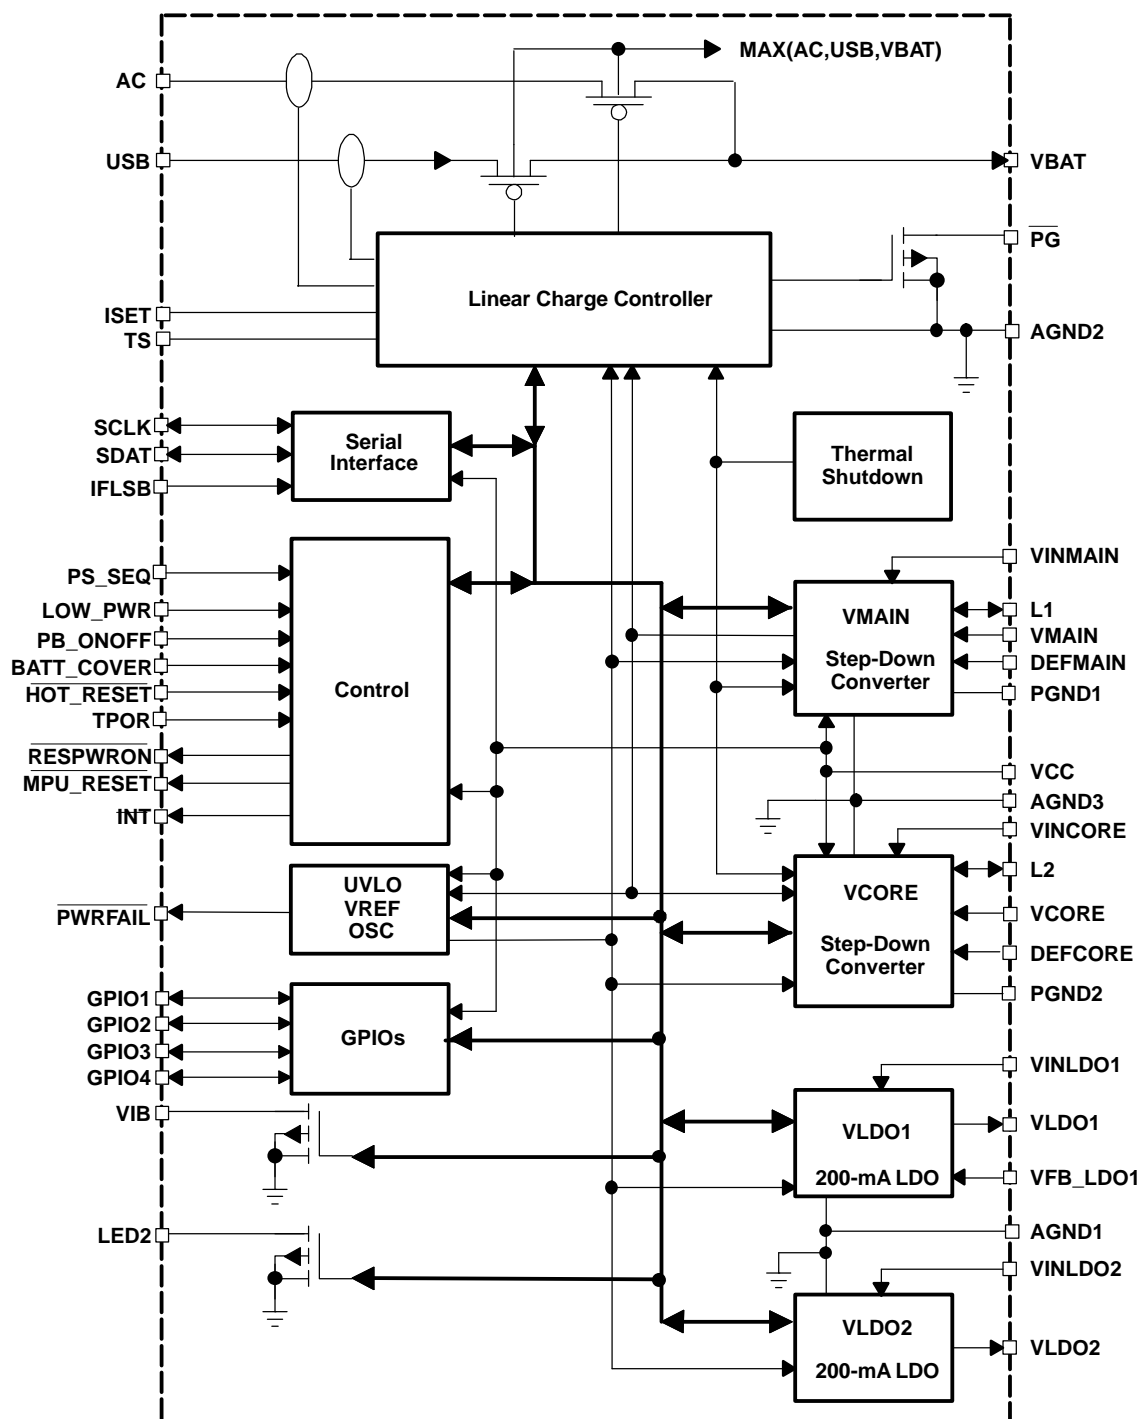 MAX(AC,USB,VBAT)
AC
USB
VBAT
PG
Linear Charge Controller
ISET
TS
AGND2
SCLK
SDAT
IFLSB
Serial
Interface
Thermal
Shutdown
PS_SEQ
LOW_PWR
PB_ONOFF
BATT_COVER
HOT_RESET
TPOR
RESPWRON
MPU_RESET
INT
Control
VINMAIN
L1
VMAIN
DEFMAIN
PGND1
VMAIN
Step-Down
Converter
VCC
AGND3
VINCORE
L2
VCORE
DEFCORE
PGND2
VCORE
Step-Down
Converter
PWRFAIL
UVLO
VREF
OSC
GPIO1
GPIO2
GPIO3
GPIO4
GPIOs
VIB
LED2
VINLDO1
VLDO1
VFB_LDO1
VLDO1
200-mA LDO
AGND1
VINLDO2
VLDO2
VLDO2
200-mA LDO